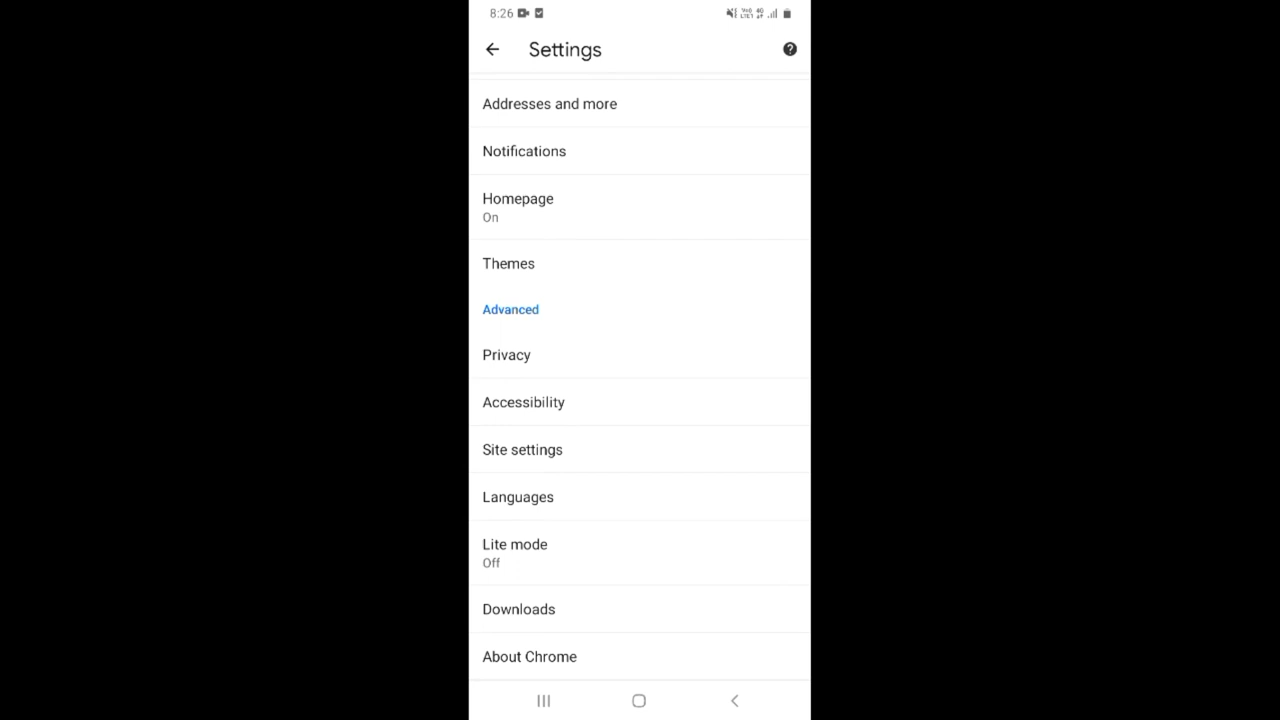 8:26
Settings
Addresses and more
Notifications
Homepage
On
Themes
Advanced
Privacy
Accessibility
Site settings
Languages
Lite mode
Off
Downloads
About Chrome